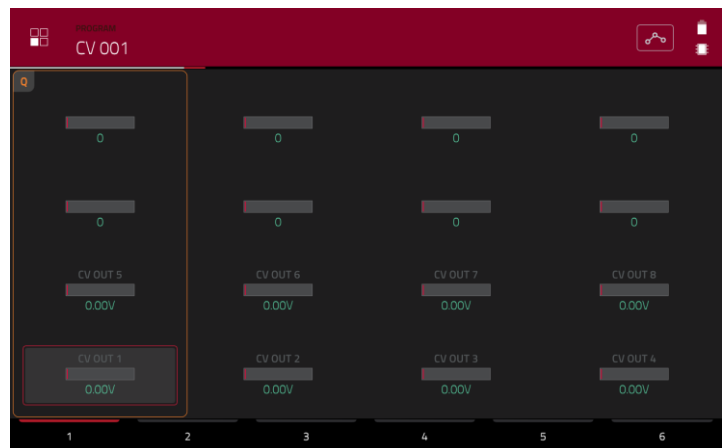 PROGRAM
CV 001
Q
0 0 0 0
0 0 0 0
CV OUT 5 CV OUT 6 CV OUT 7 CV OUT 8
0.00V 0.00V 0.00V 0.00V
CV OUT 1 CV OUT 2 CV OUT 3 CV OUT 4
0.00V 0.00V 0.00V 0.00V
1 2 3 4 5 6